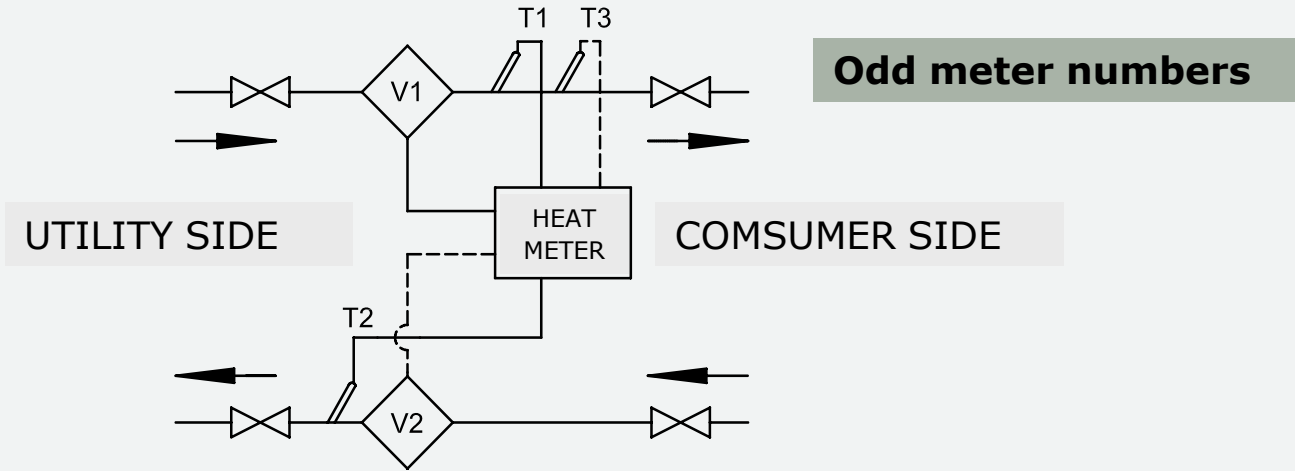 T1 T3
Odd meter numbers
V1
UTILITY SIDE
HEAT
METER
COMSUMER SIDE
T2
V2